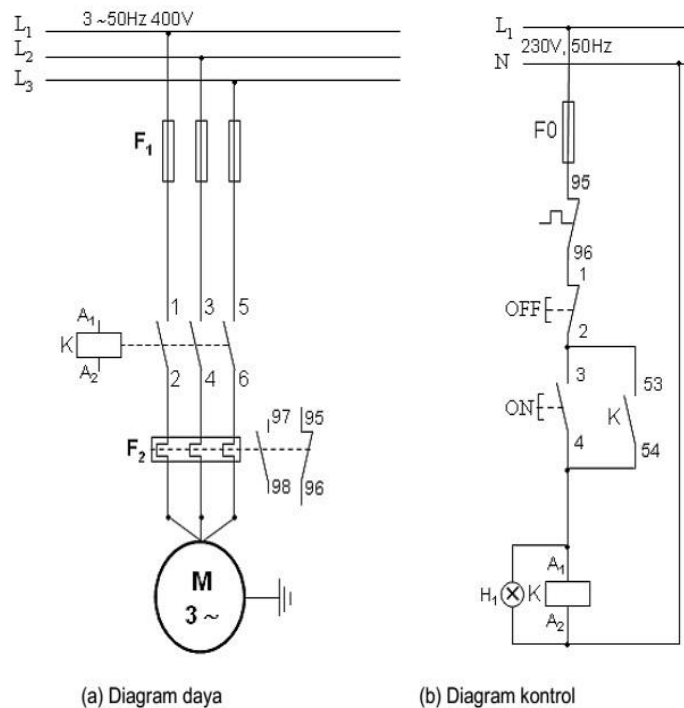 3 ~50Hz 400V
L₁
L₂
L₃
F₁
1 3 5
A₁
K
A₂
2 4 6
97 95
F₂
98 96
M
3 ~
(a) Diagram daya
L₁
230V, 50Hz
N
F0
95
96
1
OFF
2
3
53
ON
K
4
54
A₁
H₁
K
A₂
(b) Diagram kontrol